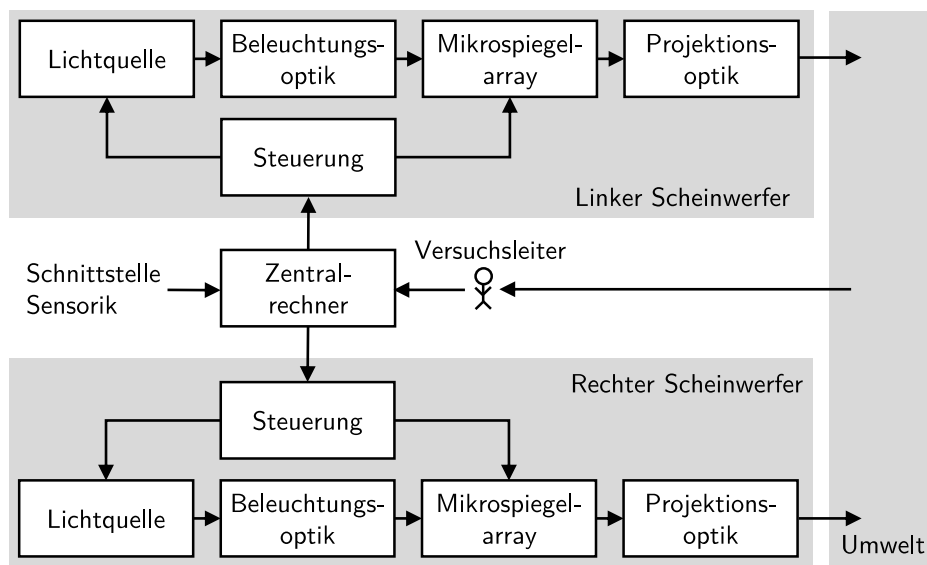 Lichtquelle
Beleuchtungs-
optik
Mikrospiegel-
array
Projektions-
optik
Steuerung
Linker Scheinwerfer
Schnittstelle
Sensorik
Zentral-
rechner
Versuchsleiter
Rechter Scheinwerfer
Steuerung
Lichtquelle
Beleuchtungs-
optik
Mikrospiegel-
array
Projektions-
optik
Umwelt